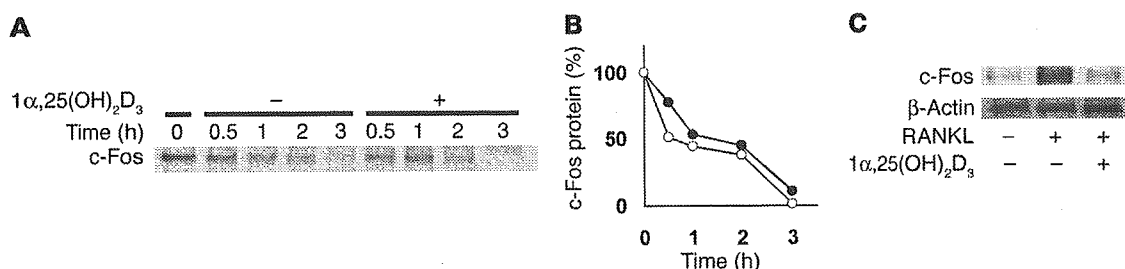 A
1α,25(OH)₂D₃ − +
Time (h) 0 0.5 1 2 3 0.5 1 2 3
c-Fos
B
c-Fos protein (%)
100
50
0
0 1 2 3
Time (h)
C
c-Fos
β-Actin
RANKL − + +
1α,25(OH)₂D₃ − − +